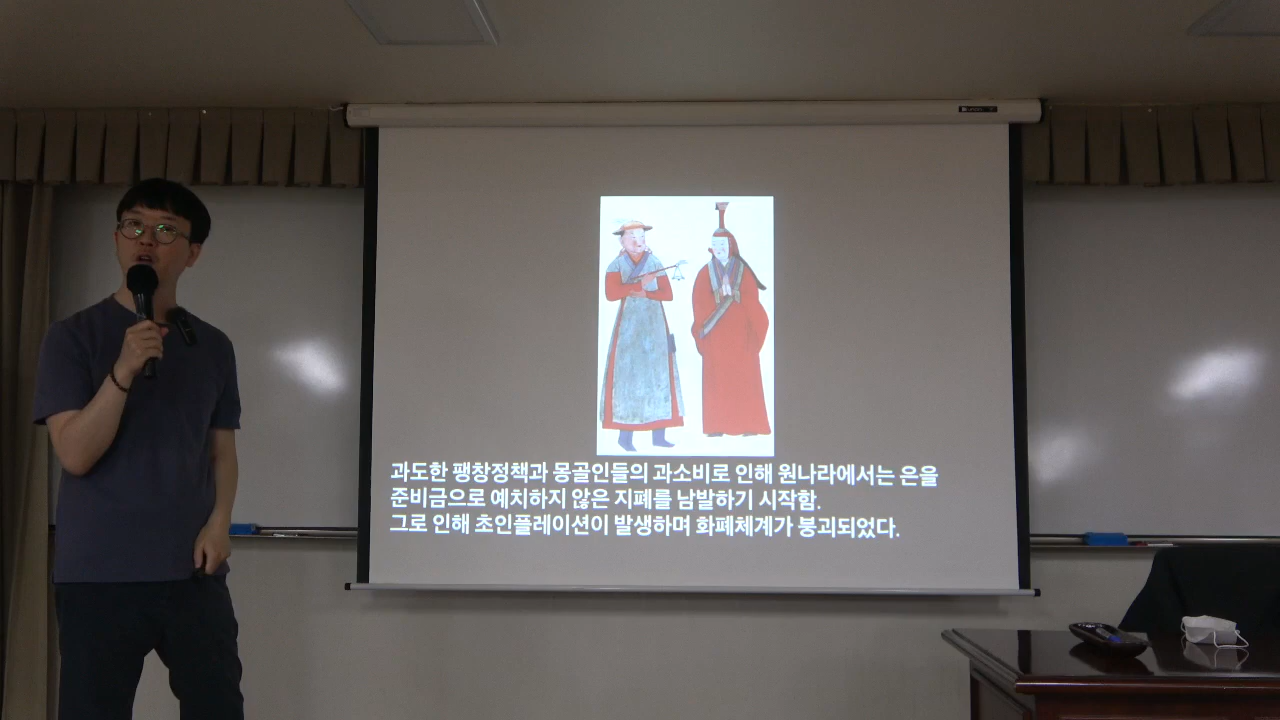 과도한 팽창정책과 몽골인들의 과소비로 인해 원나라에서는 은을
준비금으로 예치하지 않은 지폐를 남발하기 시작함.
그로 인해 초인플레이션이 발생하며 화폐체계가 붕괴되었다.